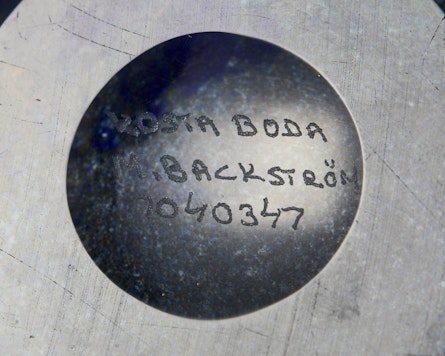 KOSTA BODA
M. BACKSTRÖM
7040347